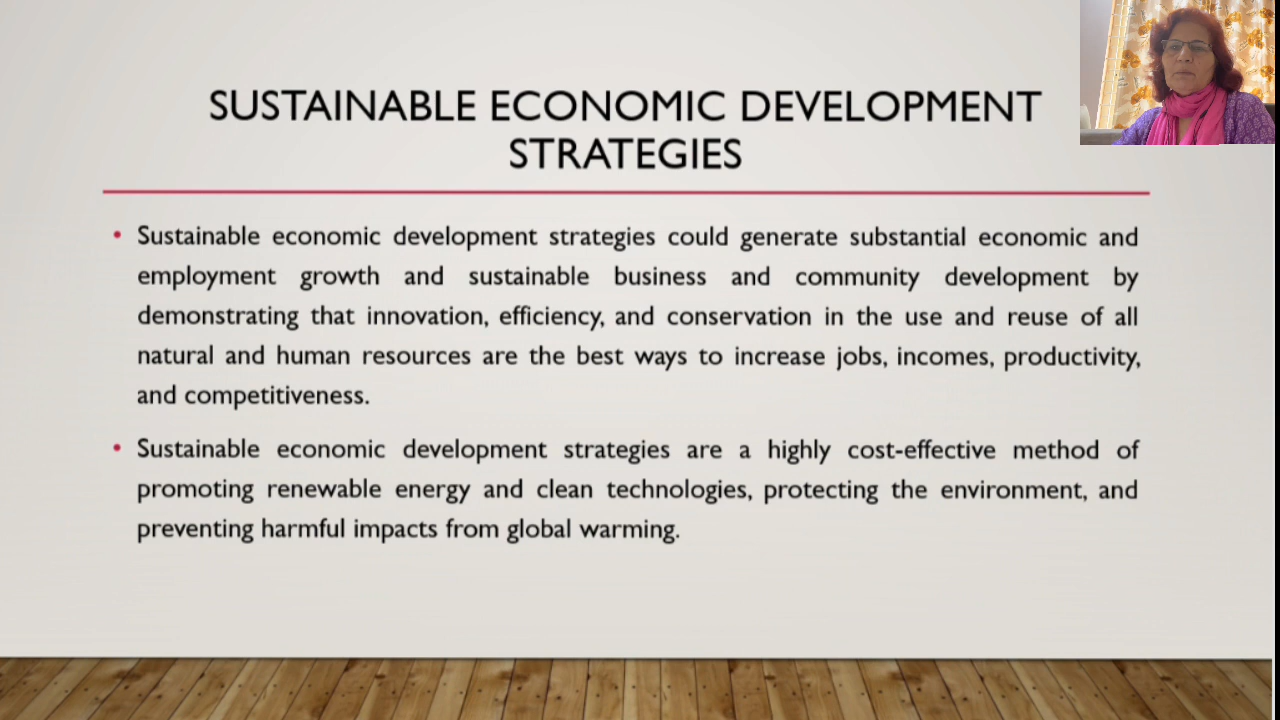 SUSTAINABLE ECONOMIC DEVELOPMENT
STRATEGIES
• Sustainable economic development strategies could generate substantial economic and
employment growth and sustainable business and community development by
demonstrating that innovation, efficiency, and conservation in the use and reuse of all
natural and human resources are the best ways to increase jobs, incomes, productivity,
and competitiveness.
• Sustainable economic development strategies are a highly cost-effective method of
promoting renewable energy and clean technologies, protecting the environment, and
preventing harmful impacts from global warming.